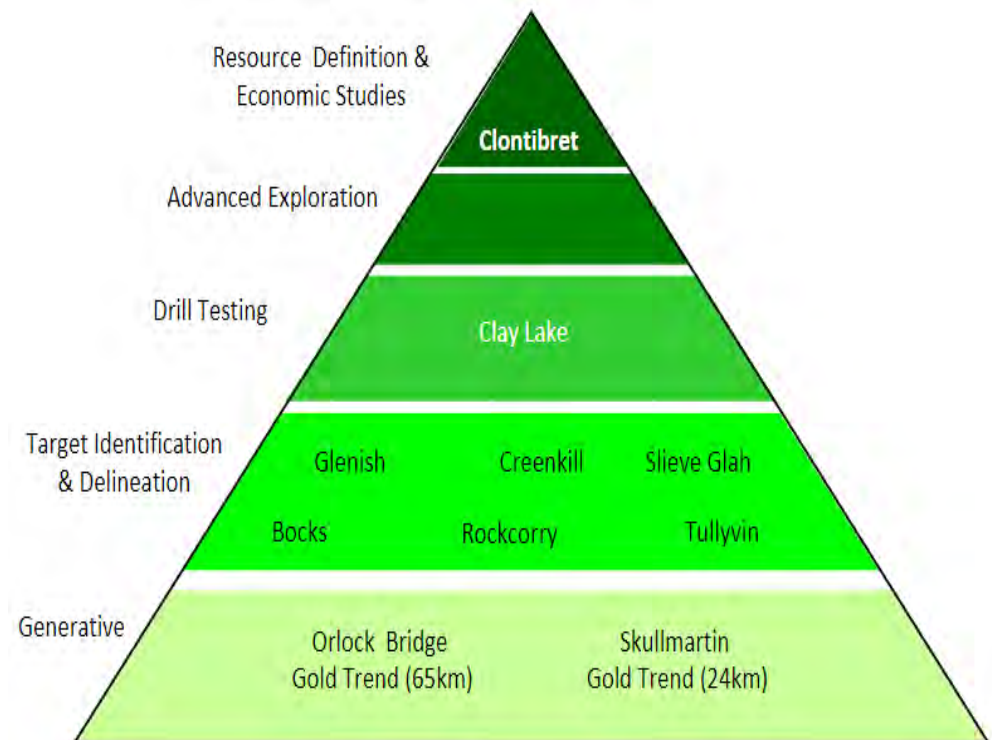 Resource Definition &
Economic Studies
Clontibret
Advanced Exploration
Drill Testing
Clay Lake
Target Identification
& Delineation
Glenish Creenkill Slieve Glah
Bocks Rockcorry Tullyvin
Generative
Orlock Bridge
Gold Trend (65km)
Skullmartin
Gold Trend (24km)